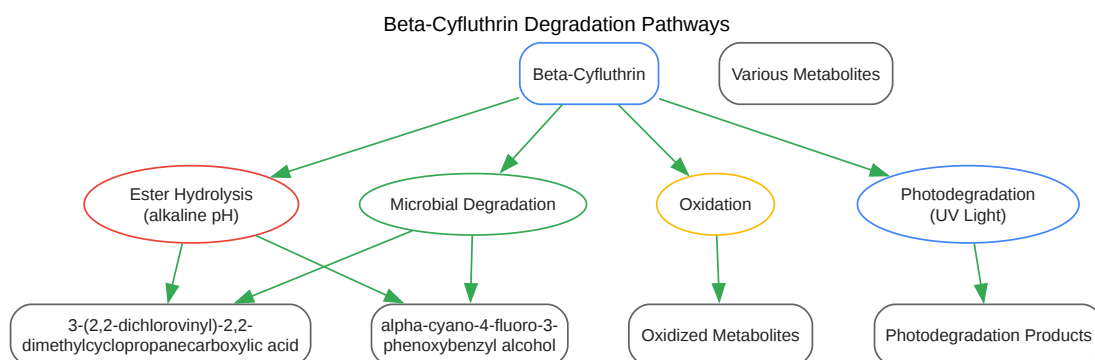 Beta-Cyfluthrin Degradation Pathways
Beta-Cyfluthrin
Various Metabolites
Ester Hydrolysis
(alkaline pH)
Microbial Degradation
Oxidation
Photodegradation
(UV Light)
3-(2,2-dichlorovinyl)-2,2-
dimethylcyclopropanecarboxylic acid
alpha-cyano-4-fluoro-3-
phenoxybenzyl alcohol
Oxidized Metabolites
Photodegradation Products